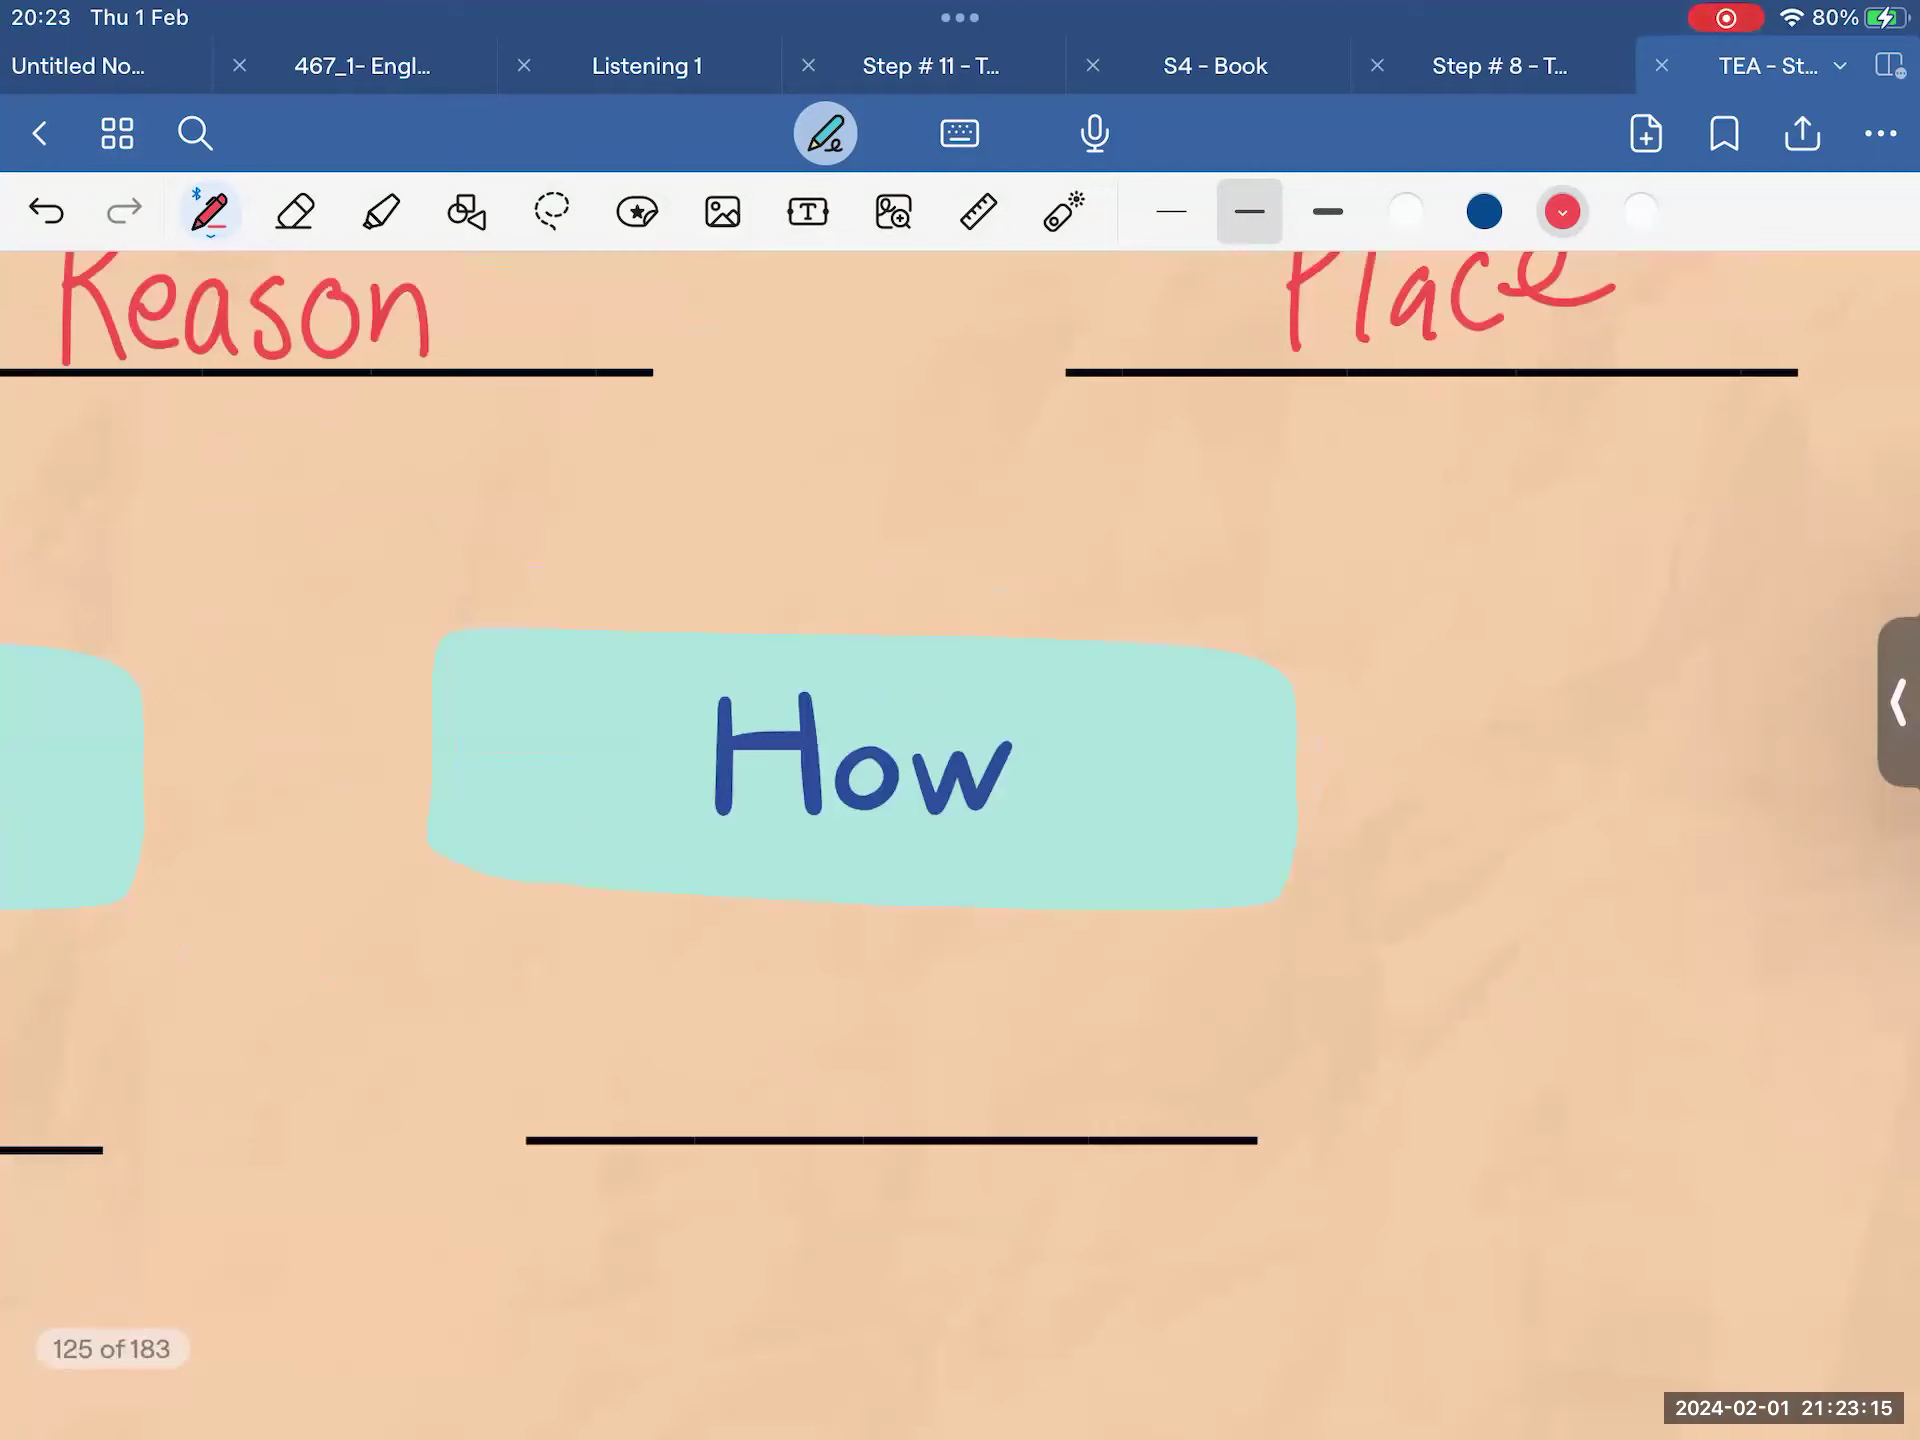 20:23 Thu 1 Feb
80%
Untitled No...
467_1- Engl...
Listening 1
Step # 11 - T...
S4 - Book
Step # 8 - T...
TEA - St...
Reason
Place
How
125 of 183
2024-02-01 21:23:15